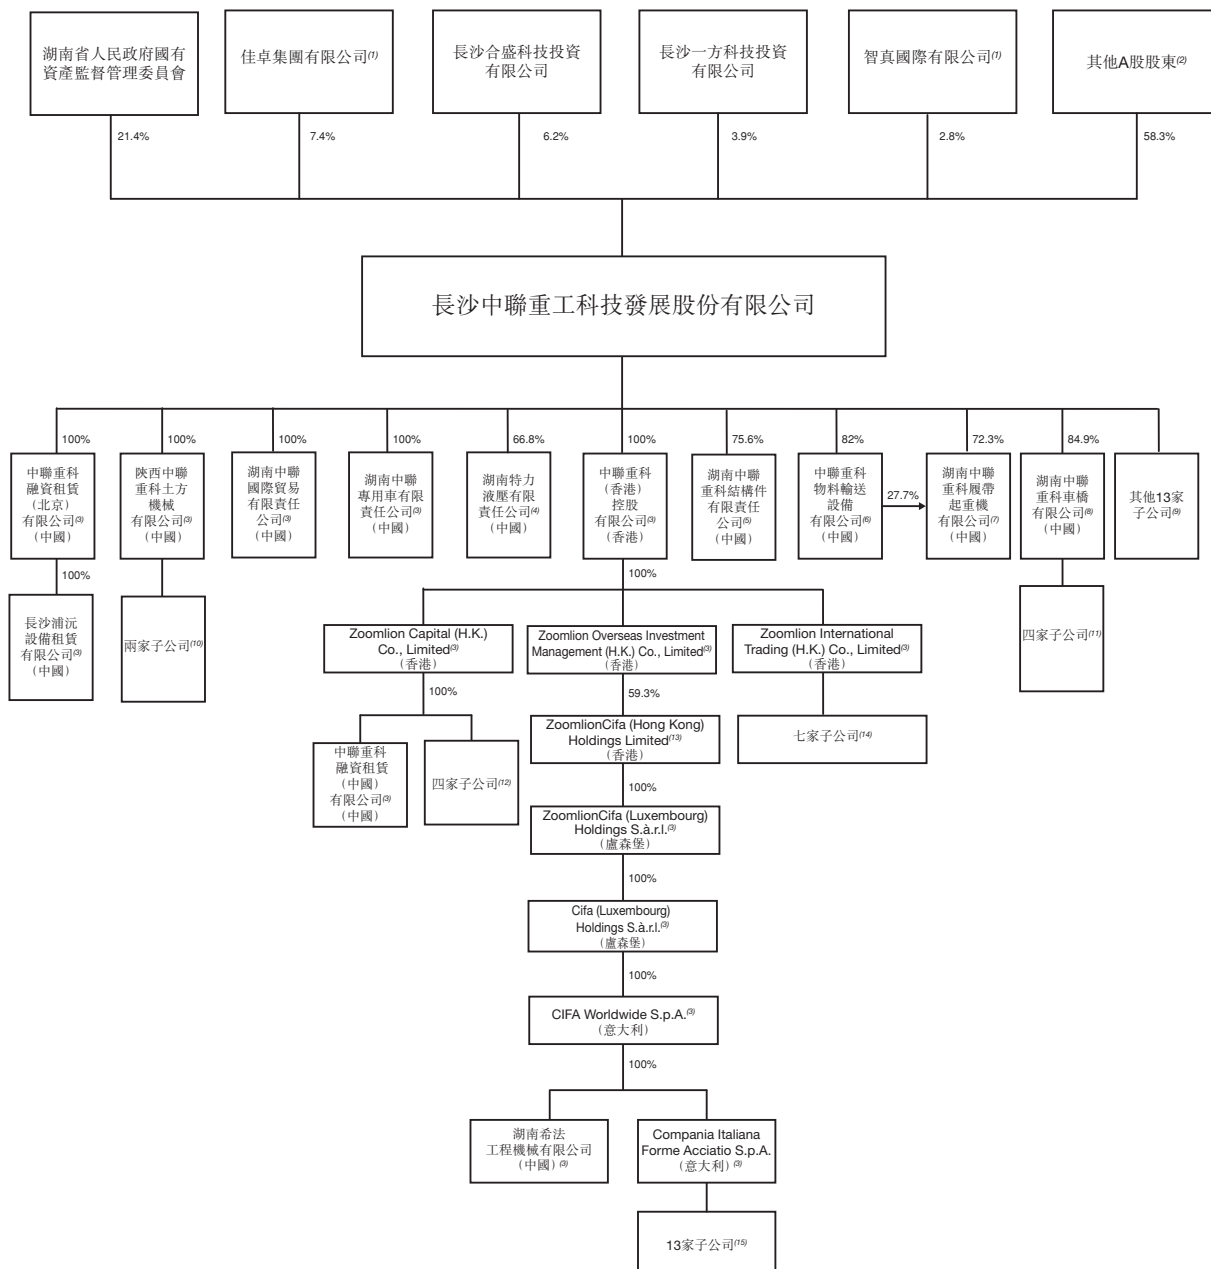 湖南省人民政府國有
資產監督管理委員會
佳卓集團有限公司(1)
長沙合盛科技投資
有限公司
長沙一方科技投資
有限公司
智真國際有限公司(1)
其他A股股東(2)
21.4%
7.4%
6.2%
3.9%
2.8%
58.3%
長沙中聯重工科技發展股份有限公司
100%
100%
100%
100%
66.8%
100%
75.6%
82%
72.3%
84.9%
中聯重科
融資租賃
(北京)
有限公司(3)
(中國)
陝西中聯
重科土方
機械
有限公司(3)
(中國)
湖南中聯
國際貿易
有限責任
公司(3)
(中國)
湖南中聯
專用車有限
責任公司(3)
(中國)
湖南特力
液壓有限
責任公司(4)
(中國)
中聯重科
(香港)
控股
有限公司(3)
(香港)
湖南中聯
重科結構件
有限責任
公司(5)
(中國)
中聯重科
物料輸送
設備
有限公司(6)
(中國)
27.7%
湖南中聯
重科履帶
起重機
有限公司(7)
(中國)
湖南中聯
重科車橋
有限公司(8)
(中國)
其他13家
子公司(9)
100%
100%
長沙浦沅
設備租賃
有限公司(3)
(中國)
兩家子公司(10)
四家子公司(11)
Zoomlion Capital (H.K.)
Co., Limited(3)
(香港)
Zoomlion Overseas Investment
Management (H.K.) Co., Limited(3)
(香港)
Zoomlion International
Trading (H.K.) Co., Limited(3)
(香港)
100%
59.3%
中聯重科
融資租賃
(中國)
有限公司(3)
(中國)
四家子公司(12)
ZoomlionCifa (Hong Kong)
Holdings Limited(13)
(香港)
七家子公司(14)
100%
ZoomlionCifa (Luxembourg)
Holdings S.à.r.l.(3)
(盧森堡)
100%
Cifa (Luxembourg)
Holdings S.à.r.l.(3)
(盧森堡)
100%
CIFA Worldwide S.p.A.(3)
(意大利)
100%
湖南希法
工程機械有限公司
(中國)(3)
Compania Italiana
Forme Acciatio S.p.A.
(意大利)(3)
13家子公司(15)